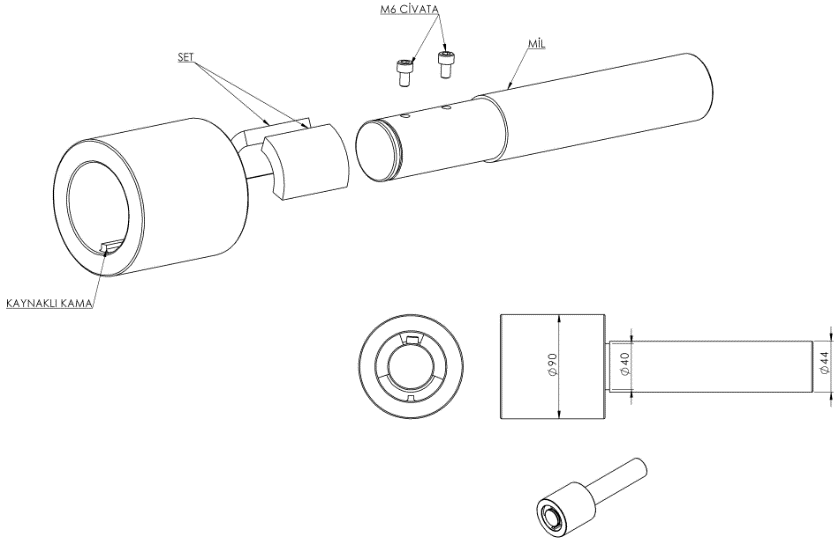 M6 CİVATA
MİL
SET
KAYNAKLI KAMA
Ø90
Ø40
Ø44